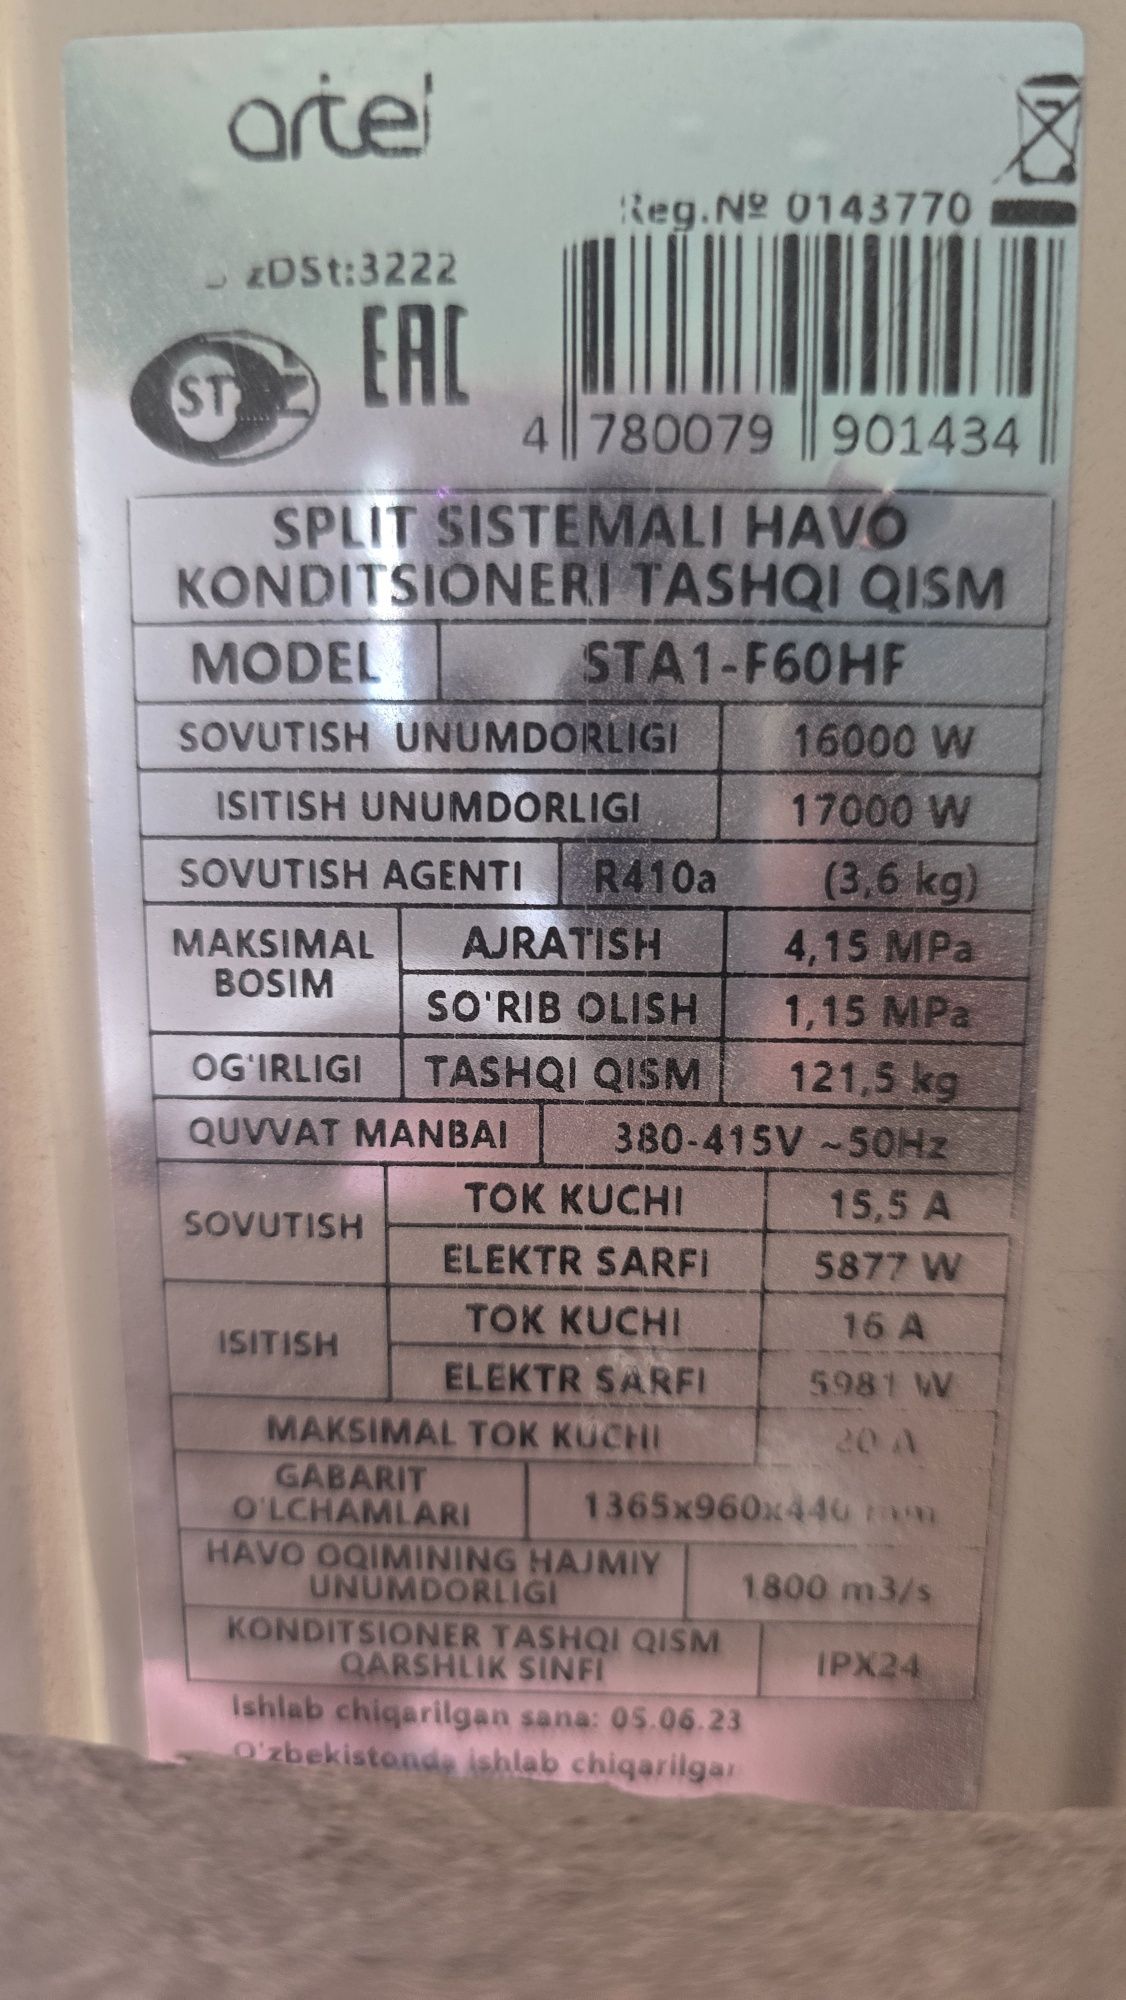 artel
Reg.№ 0143770
zDSt:3222
EAC
ST
4 780079 901434
SPLIT SISTEMALI HAVO
KONDITSIONERI TASHQI QISM
MODEL STA1-F60HF
SOVUTISH UNUMDORLIGI 16000 W
ISITISH UNUMDORLIGI 17000 W
SOVUTISH AGENTI R410a (3,6 kg)
MAKSIMAL BOSIM AJRATISH 4,15 MPa
SO'RIB OLISH 1,15 MPa
OG'IRLIGI TASHQI QISM 121,5 kg
QUVVAT MANBAI 380-415V ~50Hz
SOVUTISH TOK KUCHI 15,5 A
ELEKTR SARFI 5877 W
ISITISH TOK KUCHI 16 A
ELEKTR SARFI 5981 W
MAKSIMAL TOK KUCHI 20 A
GABARIT
O'LCHAMLARI 1365x960x440 mm
HAVO OQIMINING HAJMIY
UNUMDORLIGI 1800 m3/s
KONDITSIONER TASHQI QISM
QARSHLIK SINFI IPX24
Ishlab chiqarilgan sana: 05.06.23
O'zbekistonda ishlab chiqarilgan